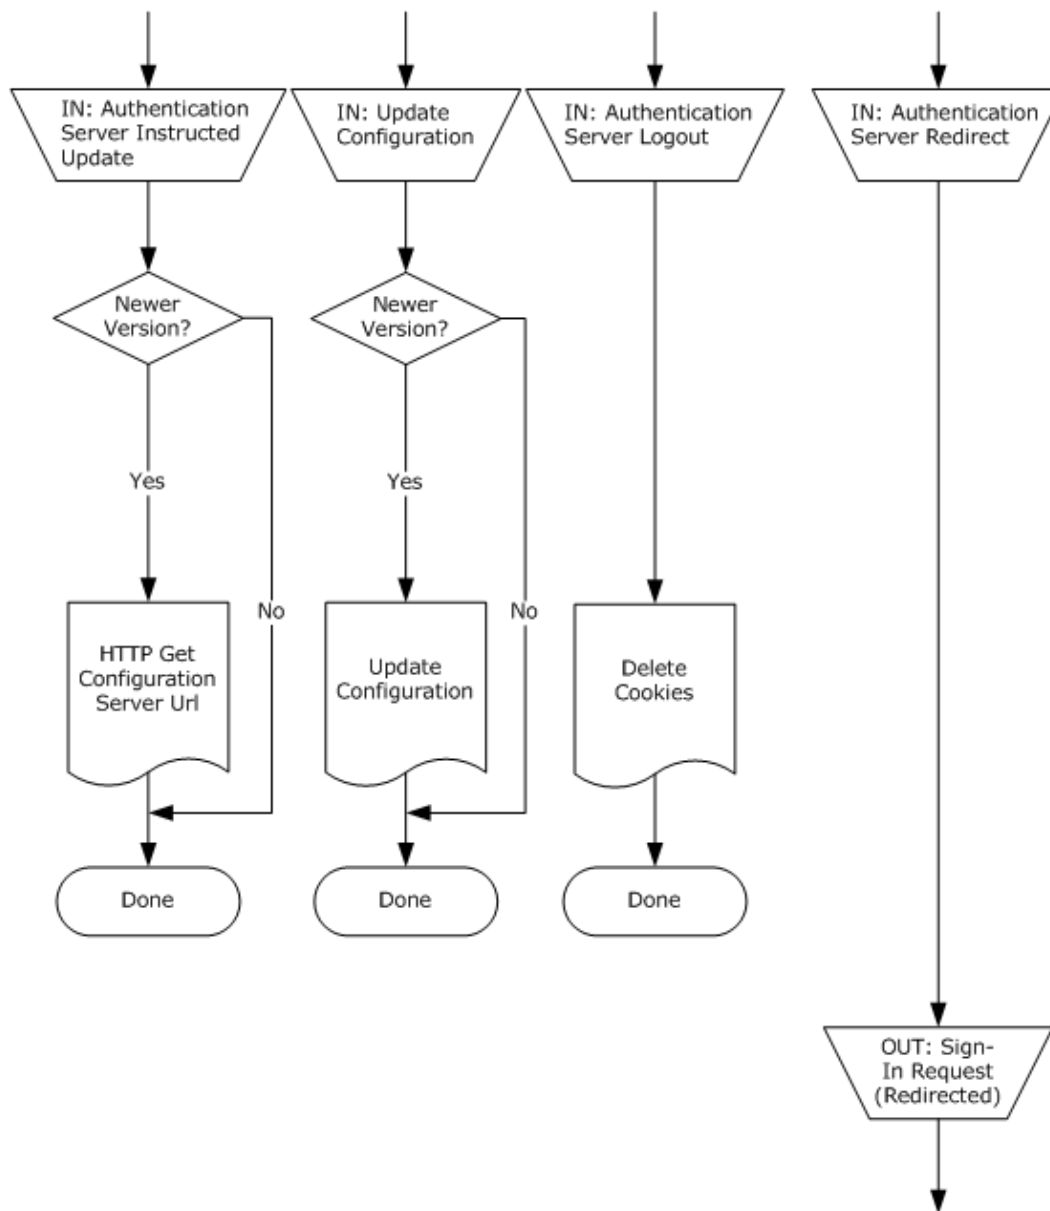 IN: Authentication
Server Instructed
Update
IN: Update
Configuration
IN: Authentication
Server Logout
IN: Authentication
Server Redirect
Newer
Version?
Newer
Version?
Yes
Yes
No
No
HTTP Get
Configuration
Server Url
Update
Configuration
Delete
Cookies
Done
Done
Done
OUT: Sign-
In Request
(Redirected)